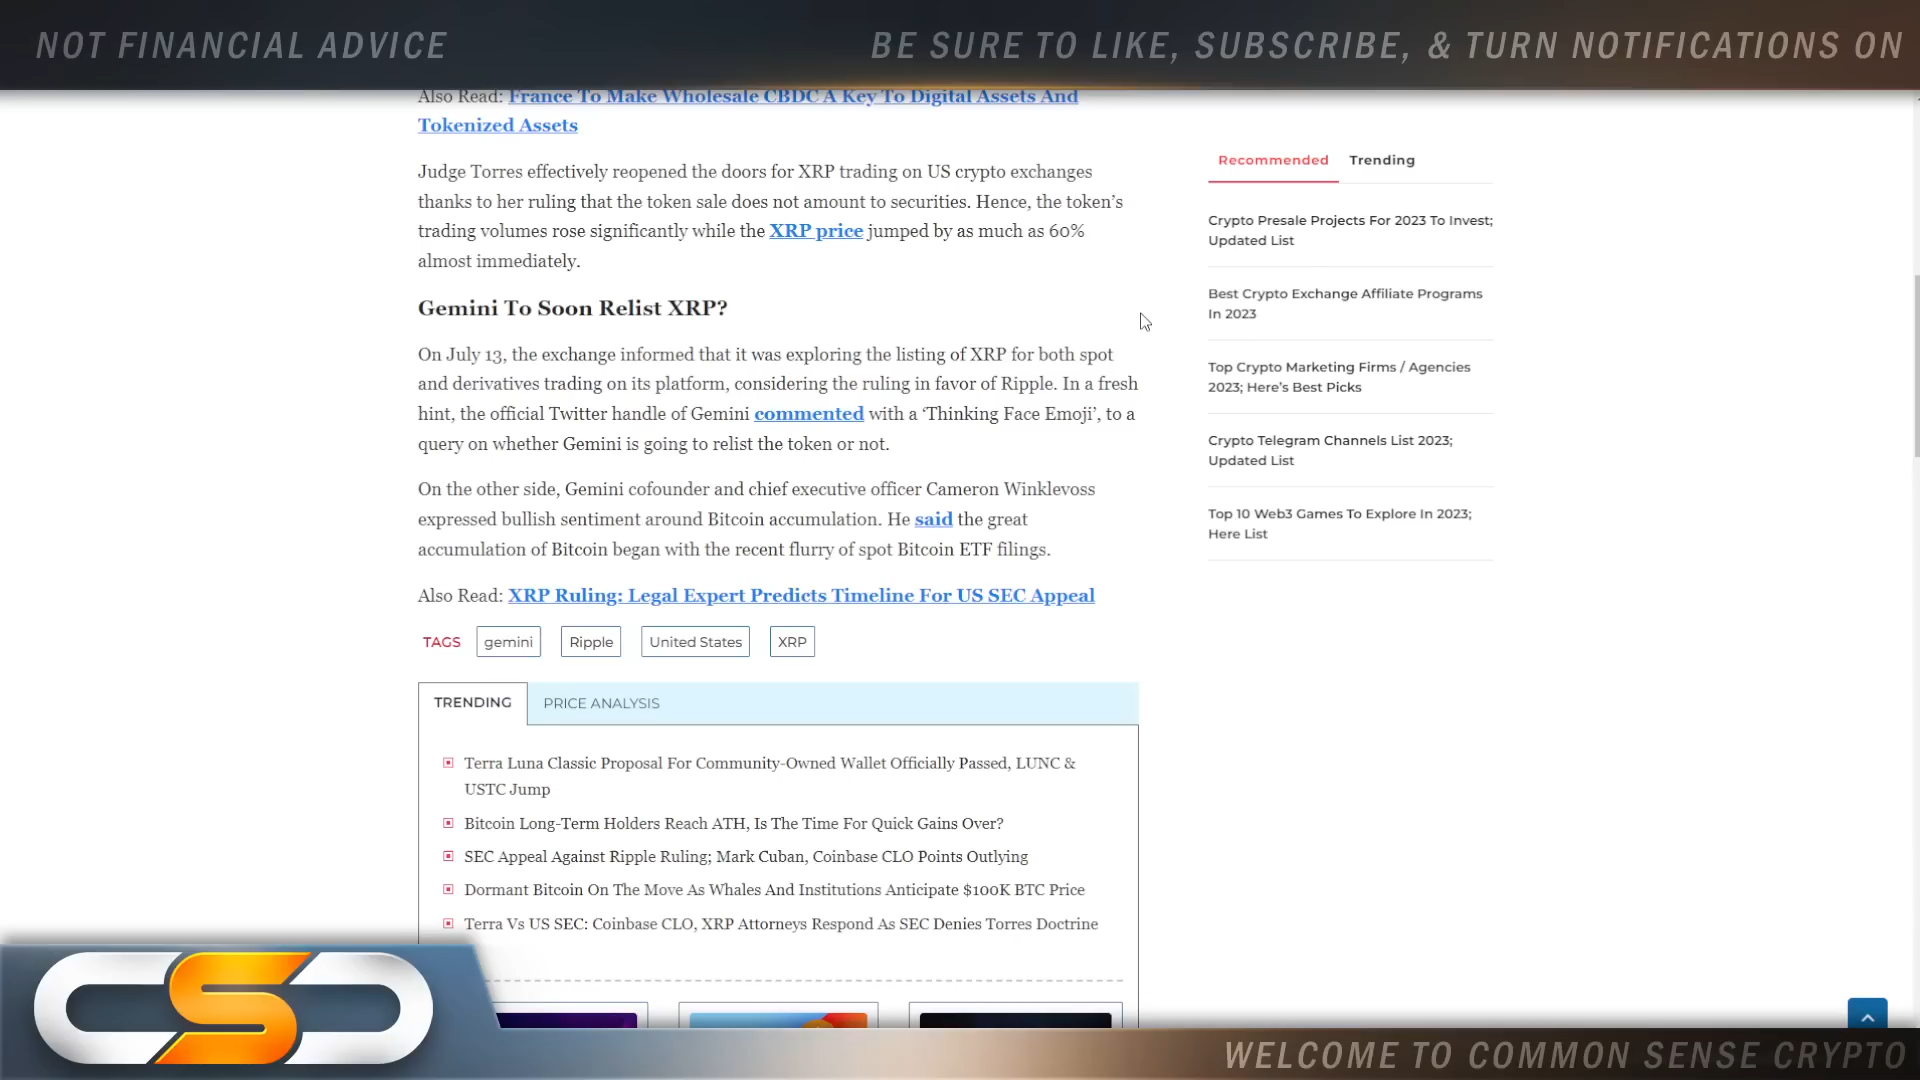 NOT FINANCIAL ADVICE
BE SURE TO LIKE, SUBSCRIBE, & TURN NOTIFICATIONS ON
Also Read: France To Make Wholesale CBDC A Key To Digital Assets And
Tokenized Assets
Judge Torres effectively reopened the doors for XRP trading on US crypto exchanges
thanks to her ruling that the token sale does not amount to securities. Hence, the token’s
trading volumes rose significantly while the XRP price jumped by as much as 60%
almost immediately.
Gemini To Soon Relist XRP?
On July 13, the exchange informed that it was exploring the listing of XRP for both spot
and derivatives trading on its platform, considering the ruling in favor of Ripple. In a fresh
hint, the official Twitter handle of Gemini commented with a ‘Thinking Face Emoji’, to a
query on whether Gemini is going to relist the token or not.
On the other side, Gemini cofounder and chief executive officer Cameron Winklevoss
expressed bullish sentiment around Bitcoin accumulation. He said the great
accumulation of Bitcoin began with the recent flurry of spot Bitcoin ETF filings.
Also Read: XRP Ruling: Legal Expert Predicts Timeline For US SEC Appeal
TAGS gemini Ripple United States XRP
TRENDING PRICE ANALYSIS
Terra Luna Classic Proposal For Community-Owned Wallet Officially Passed, LUNC &
USTC Jump
Bitcoin Long-Term Holders Reach ATH, Is The Time For Quick Gains Over?
SEC Appeal Against Ripple Ruling; Mark Cuban, Coinbase CLO Points Outlying
Dormant Bitcoin On The Move As Whales And Institutions Anticipate $100K BTC Price
Terra Vs US SEC: Coinbase CLO, XRP Attorneys Respond As SEC Denies Torres Doctrine
Recommended Trending
Crypto Presale Projects For 2023 To Invest;
Updated List
Best Crypto Exchange Affiliate Programs
In 2023
Top Crypto Marketing Firms / Agencies
2023; Here’s Best Picks
Crypto Telegram Channels List 2023;
Updated List
Top 10 Web3 Games To Explore In 2023;
Here List
CSC
WELCOME TO COMMON SENSE CRYPTO